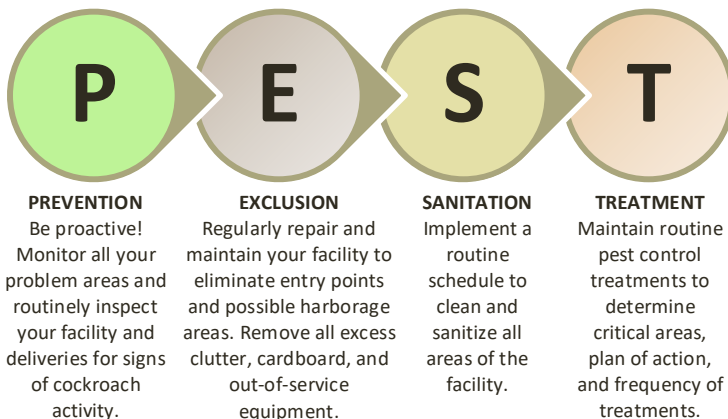 P
E
S
T
PREVENTION
Be proactive!
Monitor all your
problem areas and
routinely inspect
your facility and
deliveries for signs
of cockroach
activity.
EXCLUSION
Regularly repair and
maintain your facility to
eliminate entry points
and possible harborage
areas. Remove all excess
clutter, cardboard, and
out-of-service
equipment.
SANITATION
Implement a
routine
schedule to
clean and
sanitize all
areas of the
facility.
TREATMENT
Maintain routine
pest control
treatments to
determine
critical areas,
plan of action,
and frequency of
treatments.